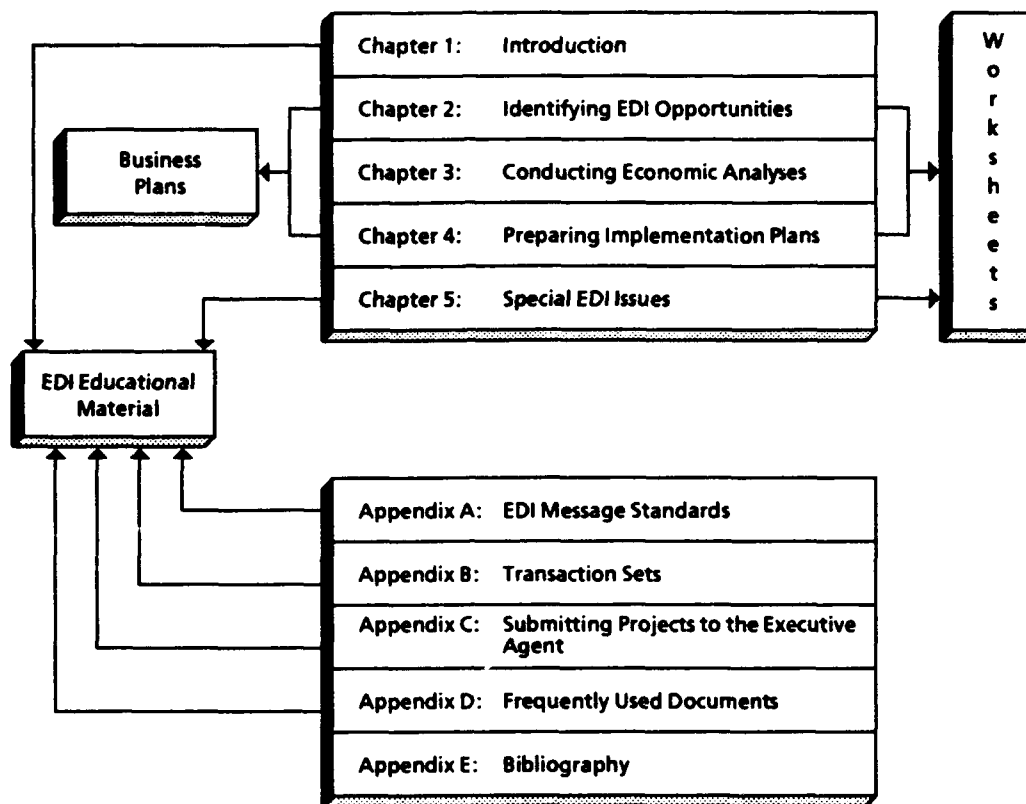 Chapter 1: Introduction
Chapter 2: Identifying EDI Opportunities
Chapter 3: Conducting Economic Analyses
Chapter 4: Preparing Implementation Plans
Chapter 5: Special EDI Issues
Worksheets
Business
Plans
EDI Educational
Material
Appendix A: EDI Message Standards
Appendix B: Transaction Sets
Appendix C: Submitting Projects to the Executive
Agent
Appendix D: Frequently Used Documents
Appendix E: Bibliography